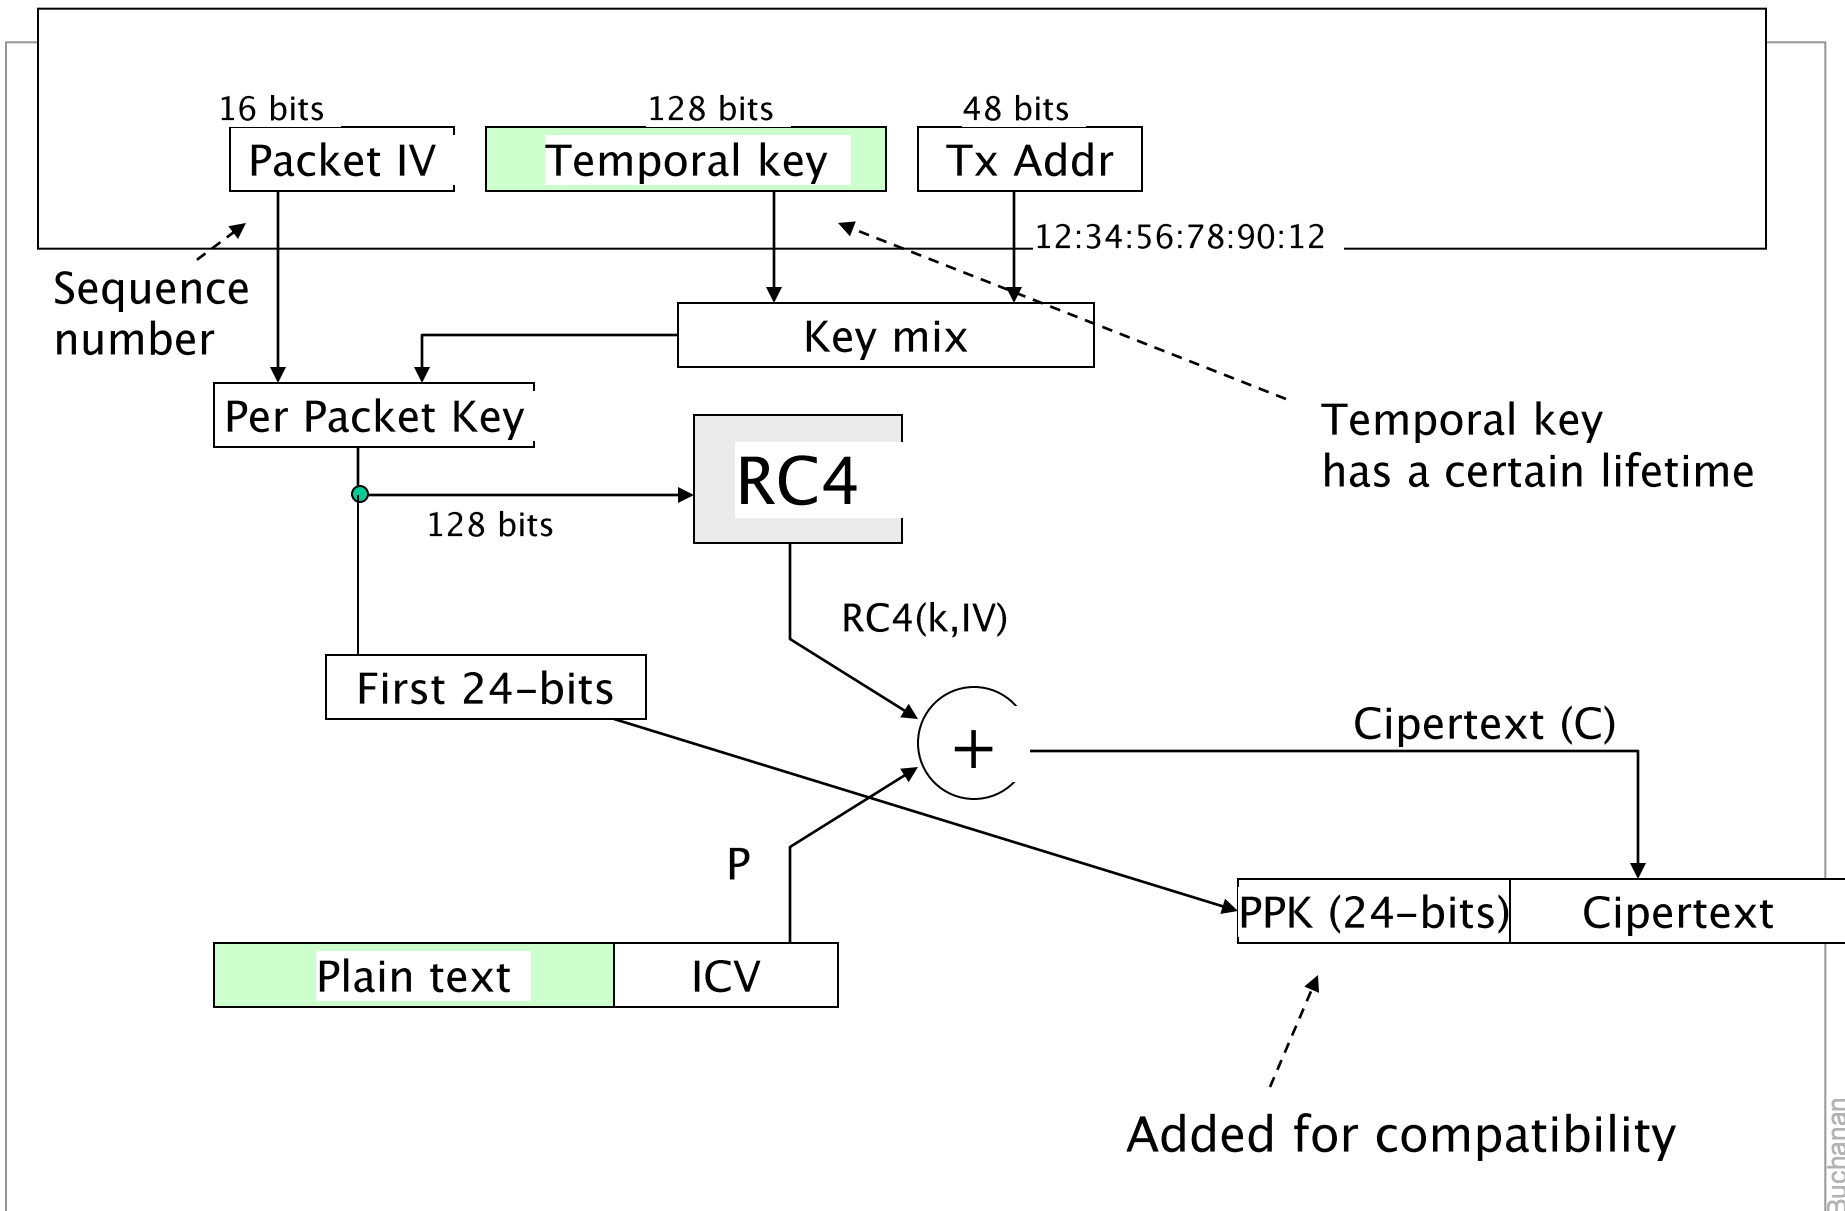 16 bits
128 bits
48 bits
Packet IV
Temporal key
Tx Addr
12:34:56:78:90:12
Sequence
number
Key mix
Per Packet Key
Temporal key
has a certain lifetime
RC4
128 bits
RC4(k,IV)
First 24-bits
+
Cipertext (C)
P
PPK (24-bits)
Cipertext
Plain text
ICV
Added for compatibility
Buchanan